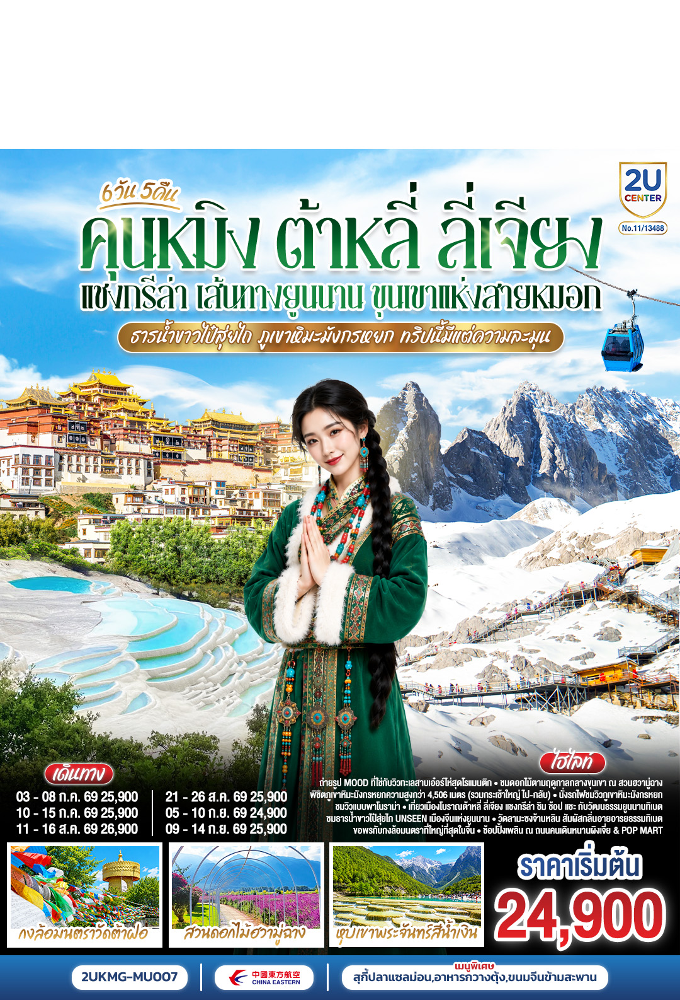 6วัน 5คืน
2U
CENTER
No.11/13488
คุนหมิง ต้าหลี่ ลี่เจียง
แชงกรีล่า เส้นทางยูนนาน ขุนเขาแห่งสายหมอก
ธารน้ำขาวไป๋สุ่ยไถ ภูเขาหิมะมังกรหยก ทริปนี้มีแต่ความละมุน
เดินทาง
03 - 08 ก.ค. 69 25,900
10 - 15 ก.ค. 69 25,900
11 - 16 ส.ค. 69 26,900
21 - 26 ส.ค. 69 25,900
05 - 10 ก.ย. 69 24,900
09 - 14 ก.ย. 69 25,900
ไฮไลท์
ถ่ายรูป MOOD ที่ใช่กับวิวทะเลสาบเอ๋อร์ไห่สุดโรแมนติก • ชมดอกไม้ตามฤดูกาลกลางขุนเขา ณ สวนฮวามู่ฉาง
พิชิตภูเขาหิมะมังกรหยกความสูงกว่า 4,506 เมตร (รวมกระเช้าใหญ่ ไป-กลับ) • นั่งรถไฟชมวิวภูเขาหิมะมังกรหยก
ชมวิวแบบพาโนราม่า • เที่ยวเมืองโบราณต้าหลี่ ลี่เจียง แชงกรีล่า ชิม ช้อป แชะ กับวัฒนธรรมยูนนานทิเบต
ชมธารน้ำขาวไป๋สุ่ยไถ UNSEEN เมืองจีนแห่งยูนนาน • วัดลามะซงจ้านหลิน สัมผัสกลิ่นอายอารยธรรมทิเบต
ขอพรกับกงล้อมนตราที่ใหญ่ที่สุดในจีน • ช้อปปิ้งเพลิน ณ ถนนคนเดินหนานผิงเจี่ย & POP MART
กงล้อมนตราวัดต้าฝอ
สวนดอกไม้ฮวามู่ฉาง
หุบเขาพระจันทร์สีน้ำเงิน
ราคาเริ่มต้น
24,900
2UKMG-MU007
中國東方航空
CHINA EASTERN
เมนูพิเศษ
สุกี้ปลาแซลม่อน,อาหารกวางตุ้ง,ขนมจีนข้ามสะพาน